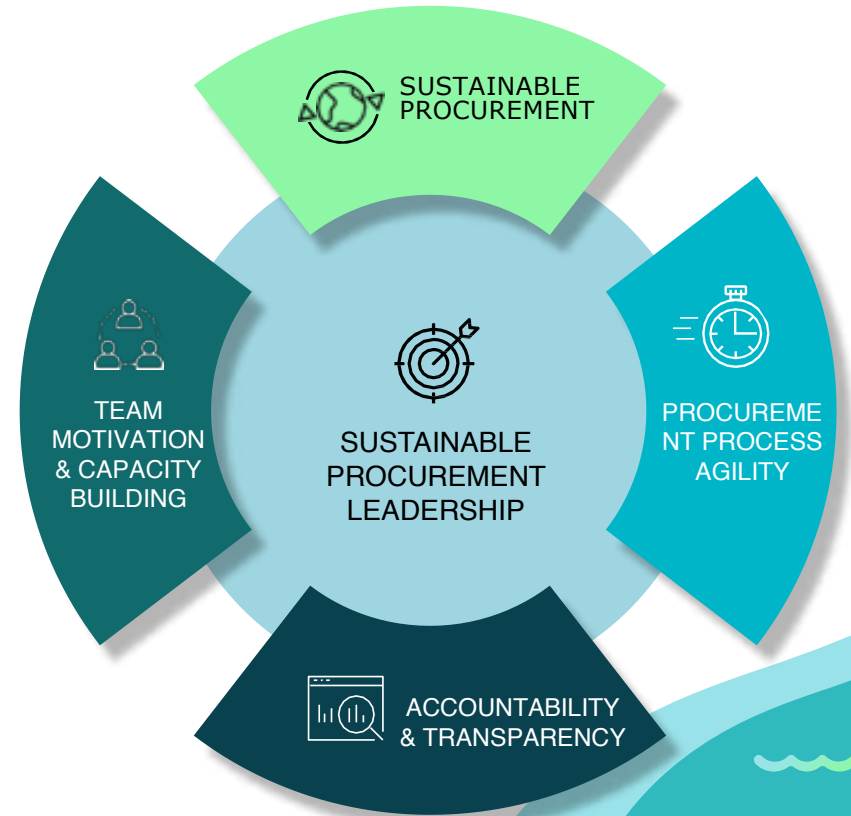 SUSTAINABLE
PROCUREMENT
TEAM
MOTIVATION
& CAPACITY
BUILDING
SUSTAINABLE
PROCUREMENT
LEADERSHIP
PROCUREME
NT PROCESS
AGILITY
ACCOUNTABILITY
& TRANSPARENCY